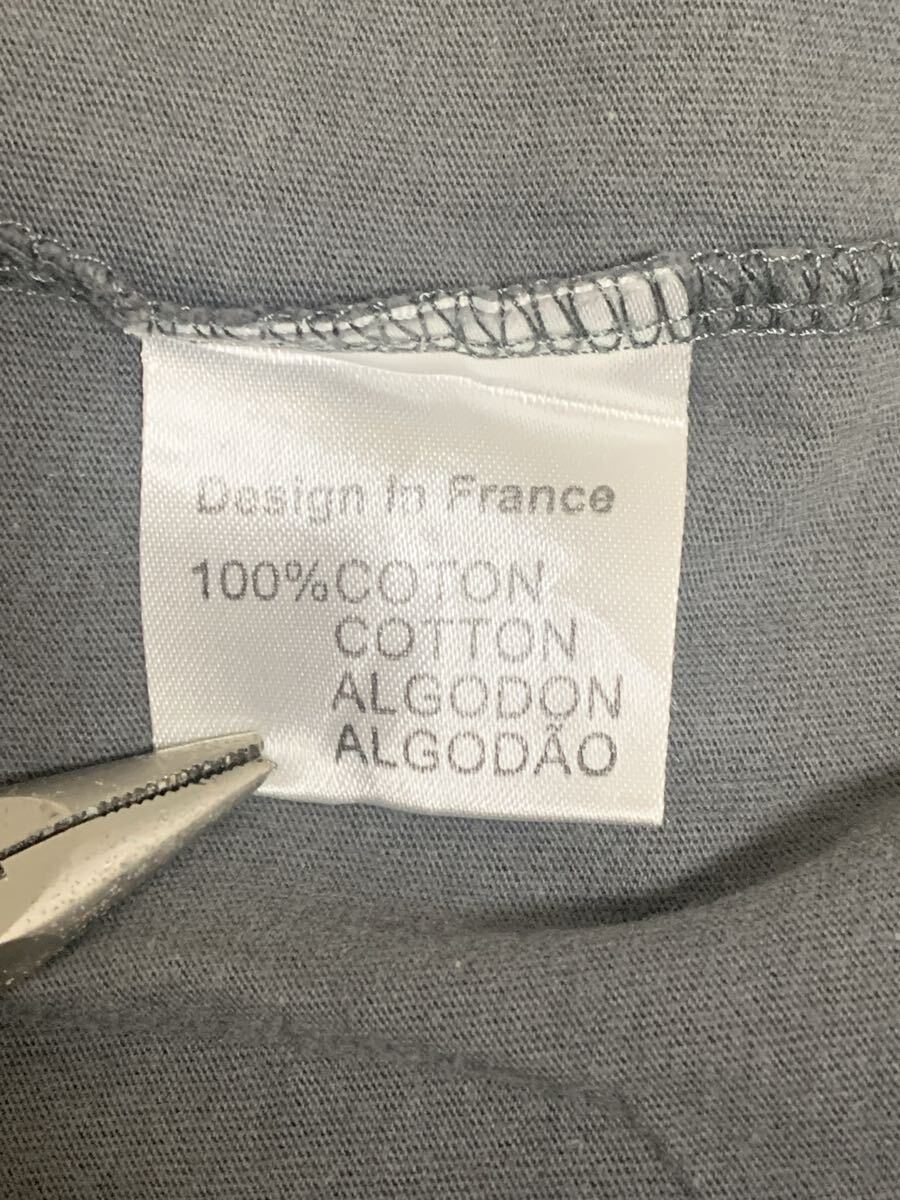 Design In France
100%COTON
COTTON
ALGODON
ALGODÃO